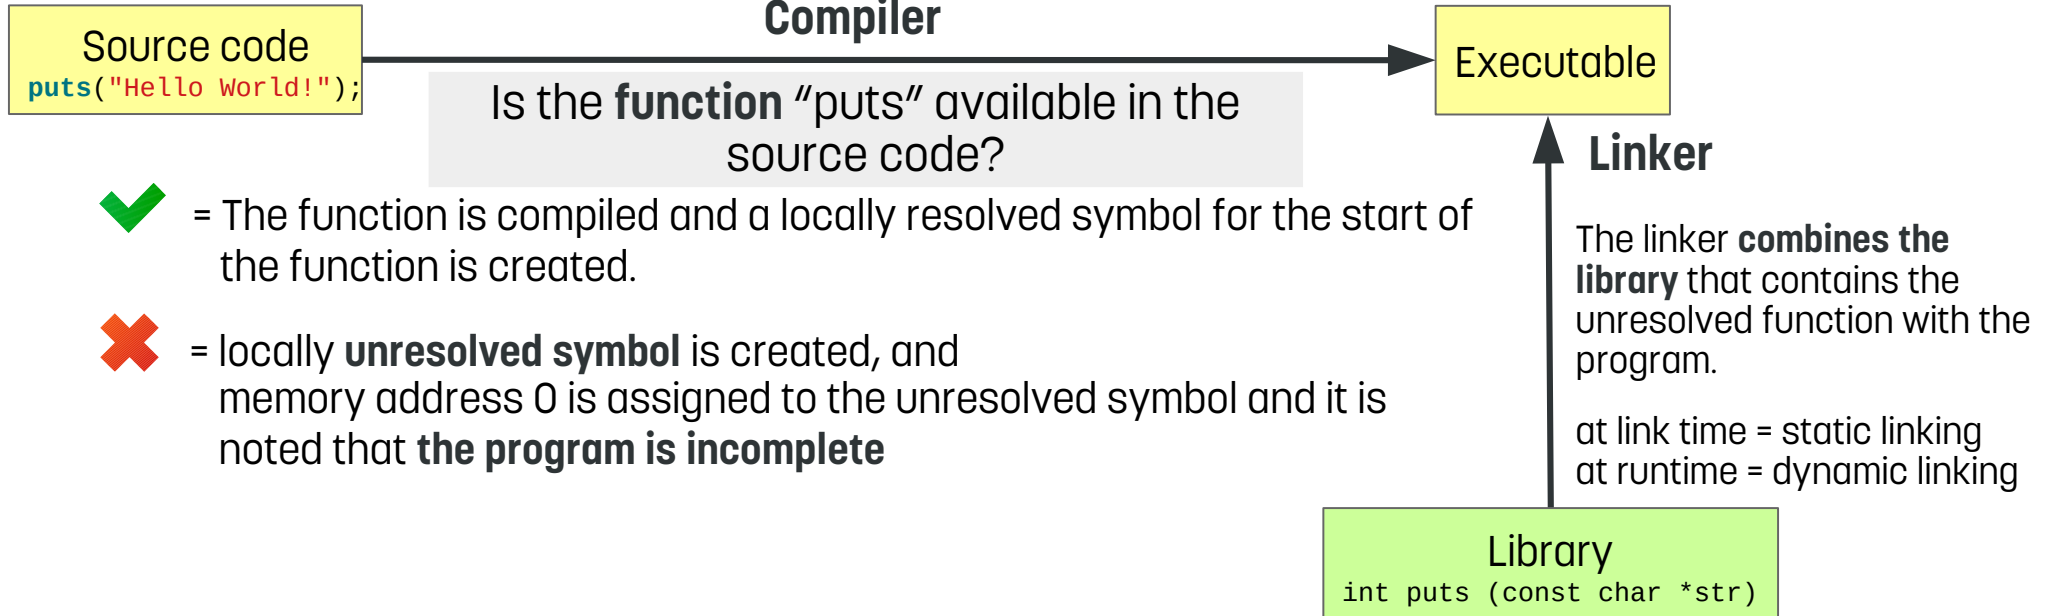 Compiler
Source code
puts("Hello World!");
Executable
Is the function “puts” available in the
source code?
Linker
= The function is compiled and a locally resolved symbol for the start of
the function is created.
= locally unresolved symbol is created, and
memory address 0 is assigned to the unresolved symbol and it is
noted that the program is incomplete
The linker combines the
library that contains the
unresolved function with the
program.
at link time = static linking
at runtime = dynamic linking
Library
int puts (const char *str)